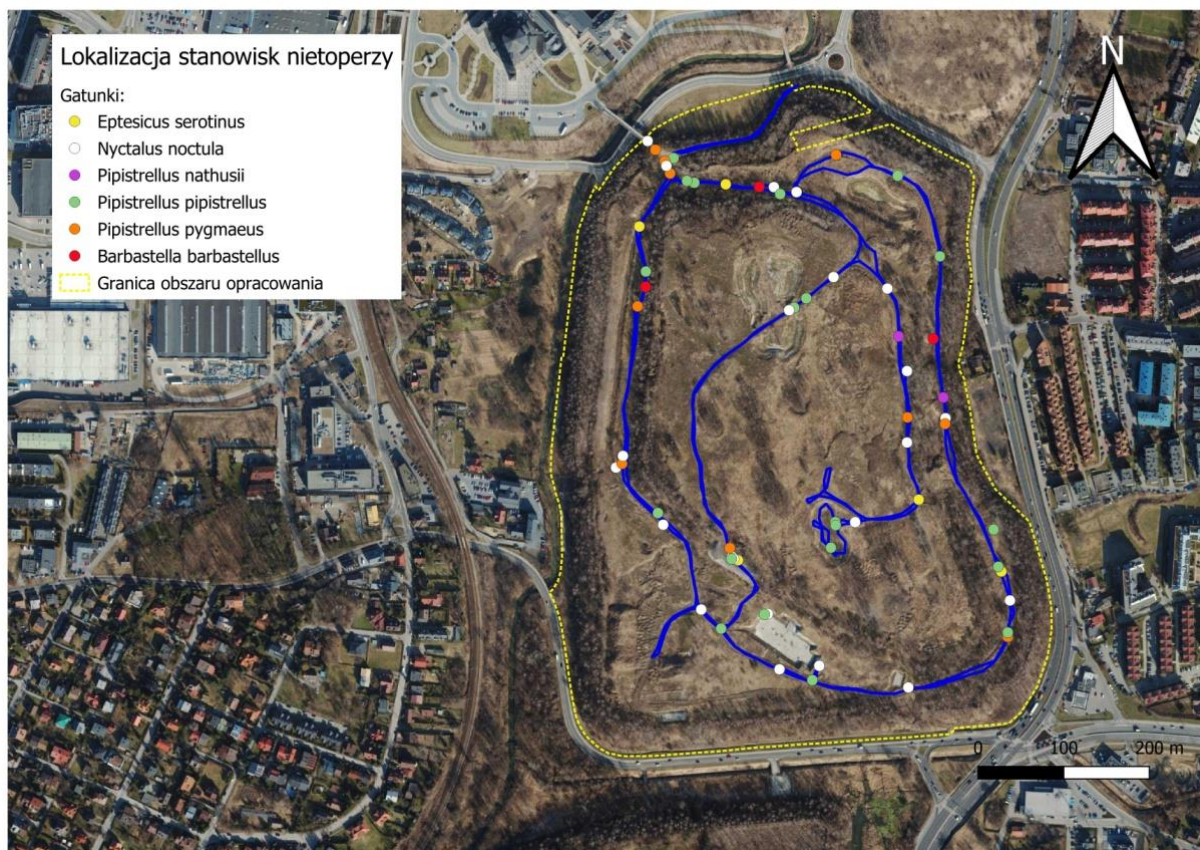 Lokalizacja stanowisk nietoperzy
Gatunki:
Eptesicus serotinus
Nyctalus noctula
Pipistrellus nathusii
Pipistrellus pipistrellus
Pipistrellus pygmaeus
Barbastella barbastellus
Granica obszaru opracowania
N
0 100 200 m